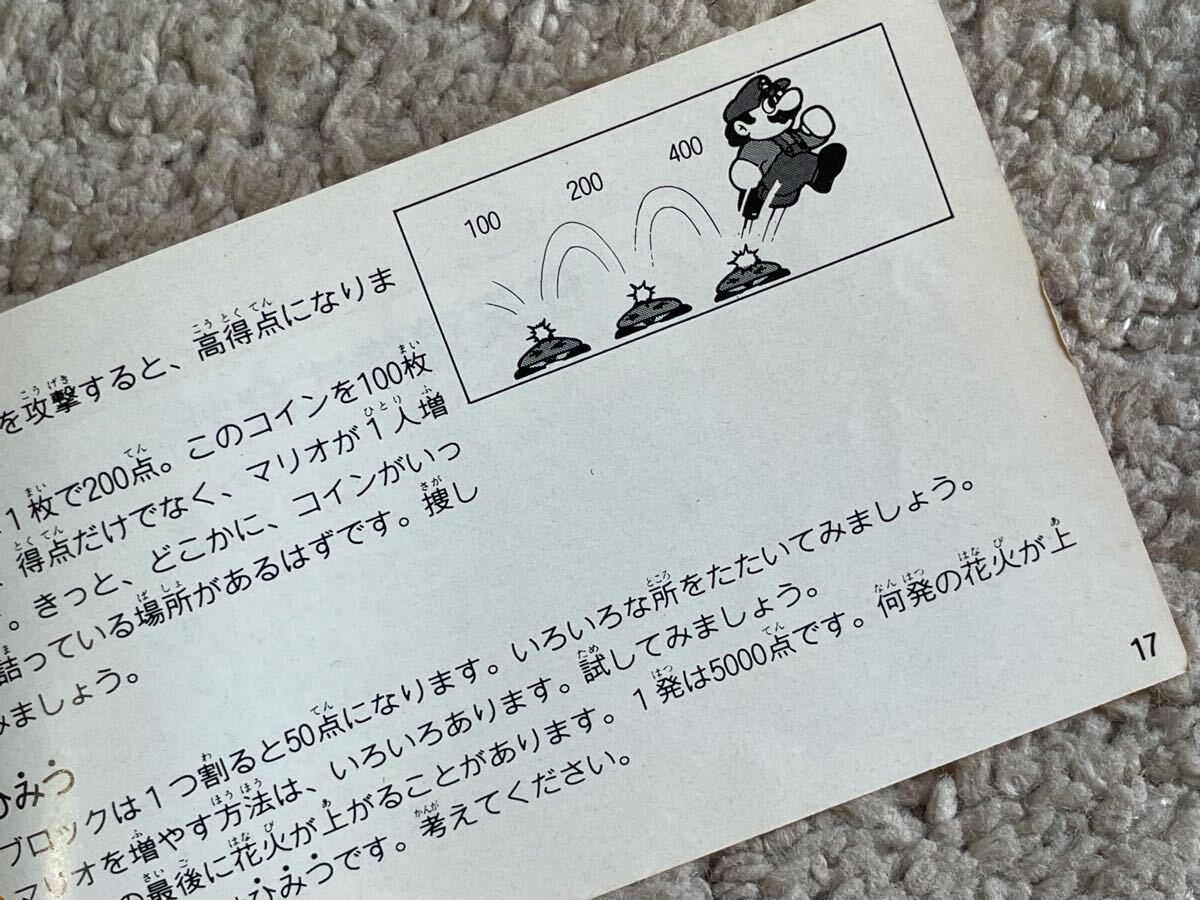 100
200
400
を攻撃すると、高得点になりま
1枚で200点。このコインを100枚
得点だけでなく、マリオが1人増
。きっと、どこかに、コインがいっ
詰っている場所があるはずです。捜し
みましょう。
ひみつ
ブロックは1つ割ると50点になります。いろいろな所をたたいてみましょう。
マリオを増やす方法は、いろいろあります。試してみましょう。
の最後に花火が上がることがあります。1発は5000点です。何発の花火が上
ひみつです。考えてください。
17